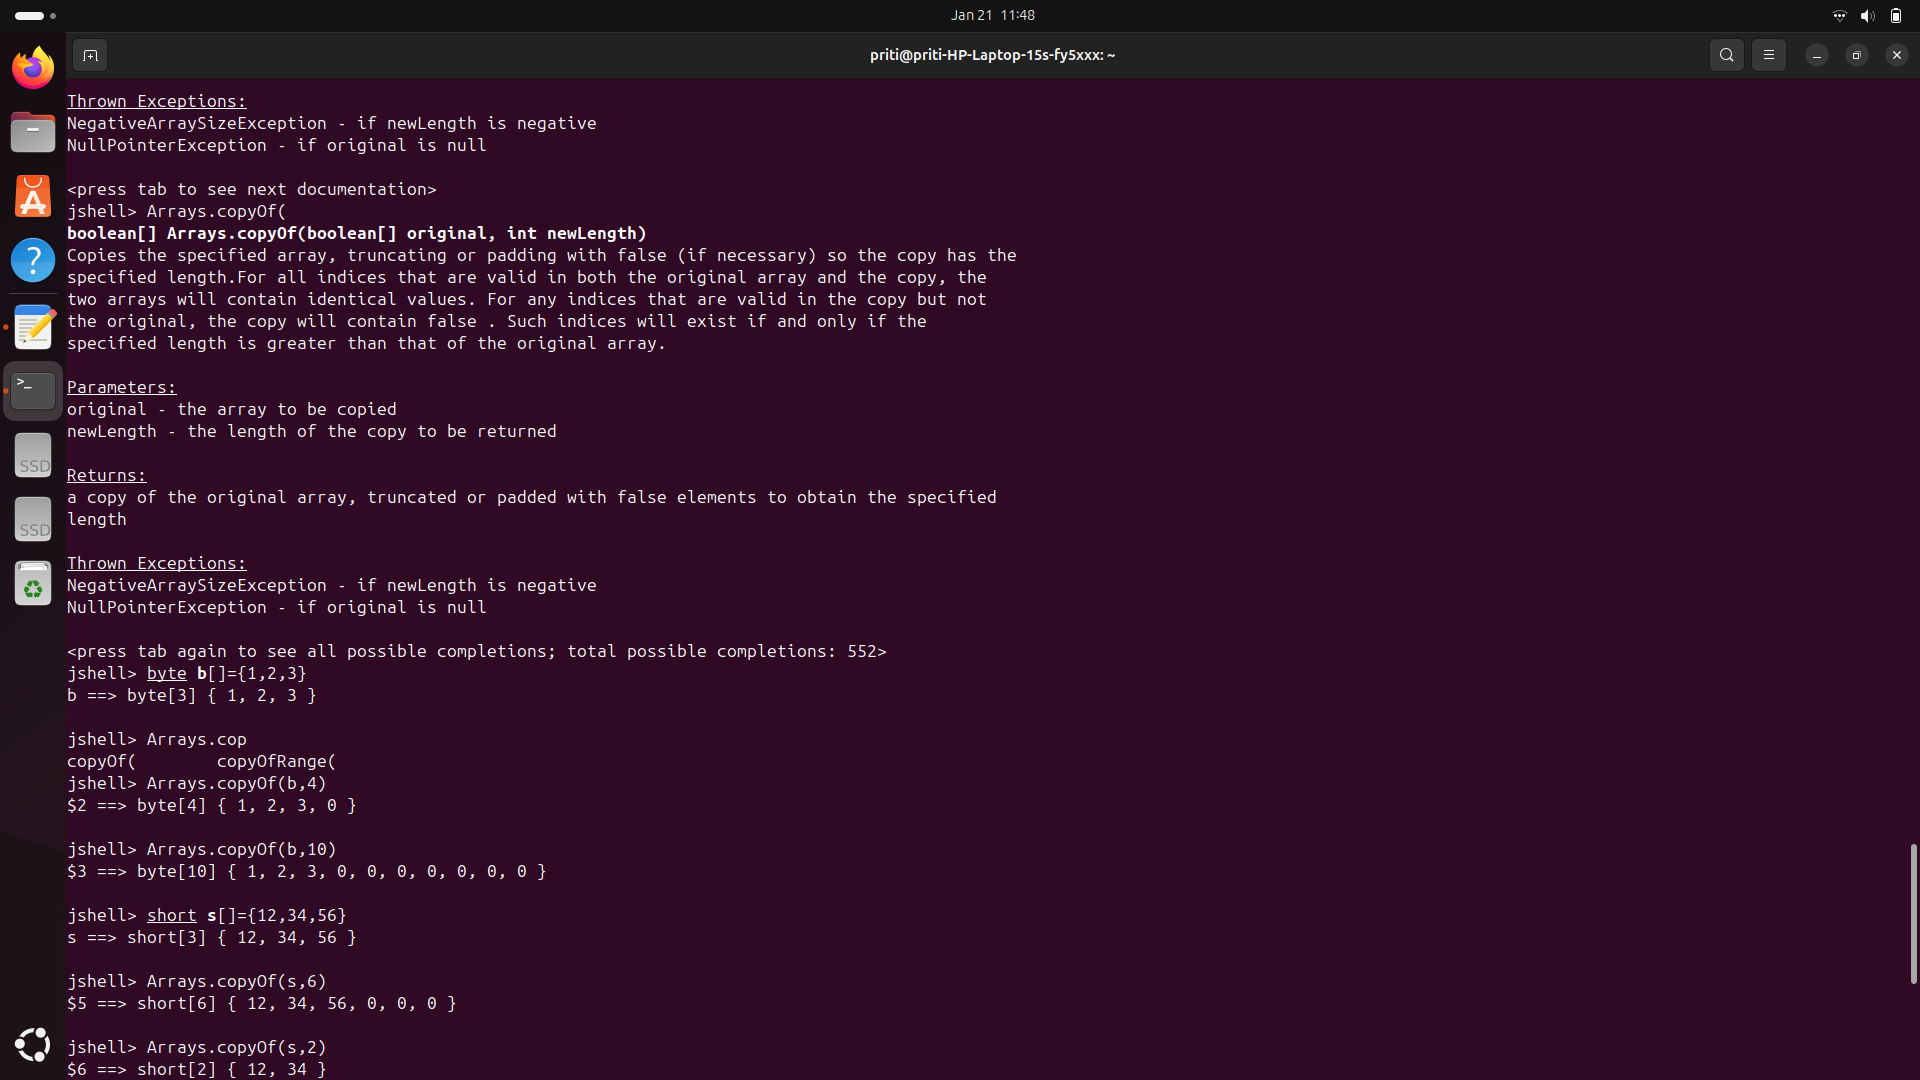 Jan 21 11:48
priti@priti-HP-Laptop-15s-fy5xxx: ~
Thrown Exceptions:
NegativeArraySizeException - if newLength is negative
NullPointerException - if original is null
<press tab to see next documentation>
jshell> Arrays.copyOf(
boolean[] Arrays.copyOf(boolean[] original, int newLength)
Copies the specified array, truncating or padding with false (if necessary) so the copy has the
specified length.For all indices that are valid in both the original array and the copy, the
two arrays will contain identical values. For any indices that are valid in the copy but not
the original, the copy will contain false . Such indices will exist if and only if the
specified length is greater than that of the original array.
Parameters:
original - the array to be copied
newLength - the length of the copy to be returned
Returns:
a copy of the original array, truncated or padded with false elements to obtain the specified
length
Thrown Exceptions:
NegativeArraySizeException - if newLength is negative
NullPointerException - if original is null
<press tab again to see all possible completions; total possible completions: 552>
jshell> byte b[]={1,2,3}
b ==> byte[3] { 1, 2, 3 }
jshell> Arrays.cop
copyOf(        copyOfRange(
jshell> Arrays.copyOf(b,4)
$2 ==> byte[4] { 1, 2, 3, 0 }
jshell> Arrays.copyOf(b,10)
$3 ==> byte[10] { 1, 2, 3, 0, 0, 0, 0, 0, 0, 0 }
jshell> short s[]={12,34,56}
s ==> short[3] { 12, 34, 56 }
jshell> Arrays.copyOf(s,6)
$5 ==> short[6] { 12, 34, 56, 0, 0, 0 }
jshell> Arrays.copyOf(s,2)
$6 ==> short[2] { 12, 34 }
>_
SSD
SSD